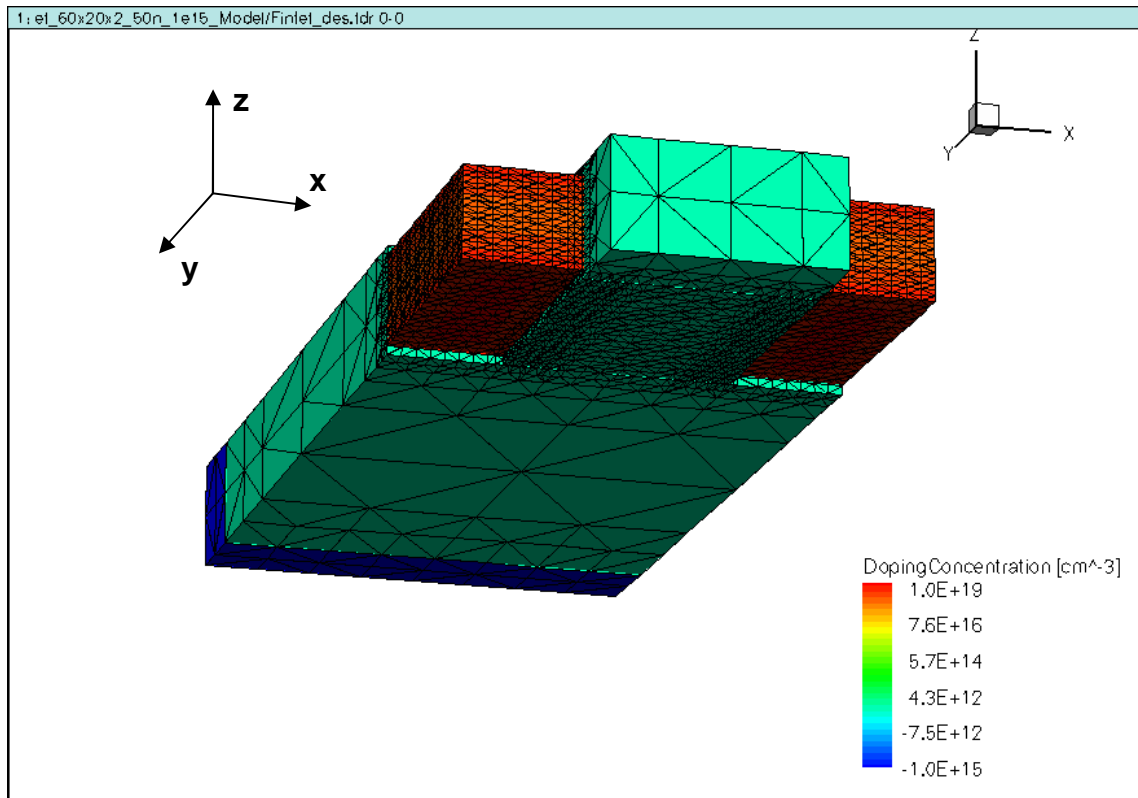 1: et_60x20x2_50n_1e15_Model/Finfet_des.tdr 0-0
Z
X
Y
z
x
y
DopingConcentration [cm^-3]
1.0E+19
7.6E+16
5.7E+14
4.3E+12
-7.5E+12
-1.0E+15